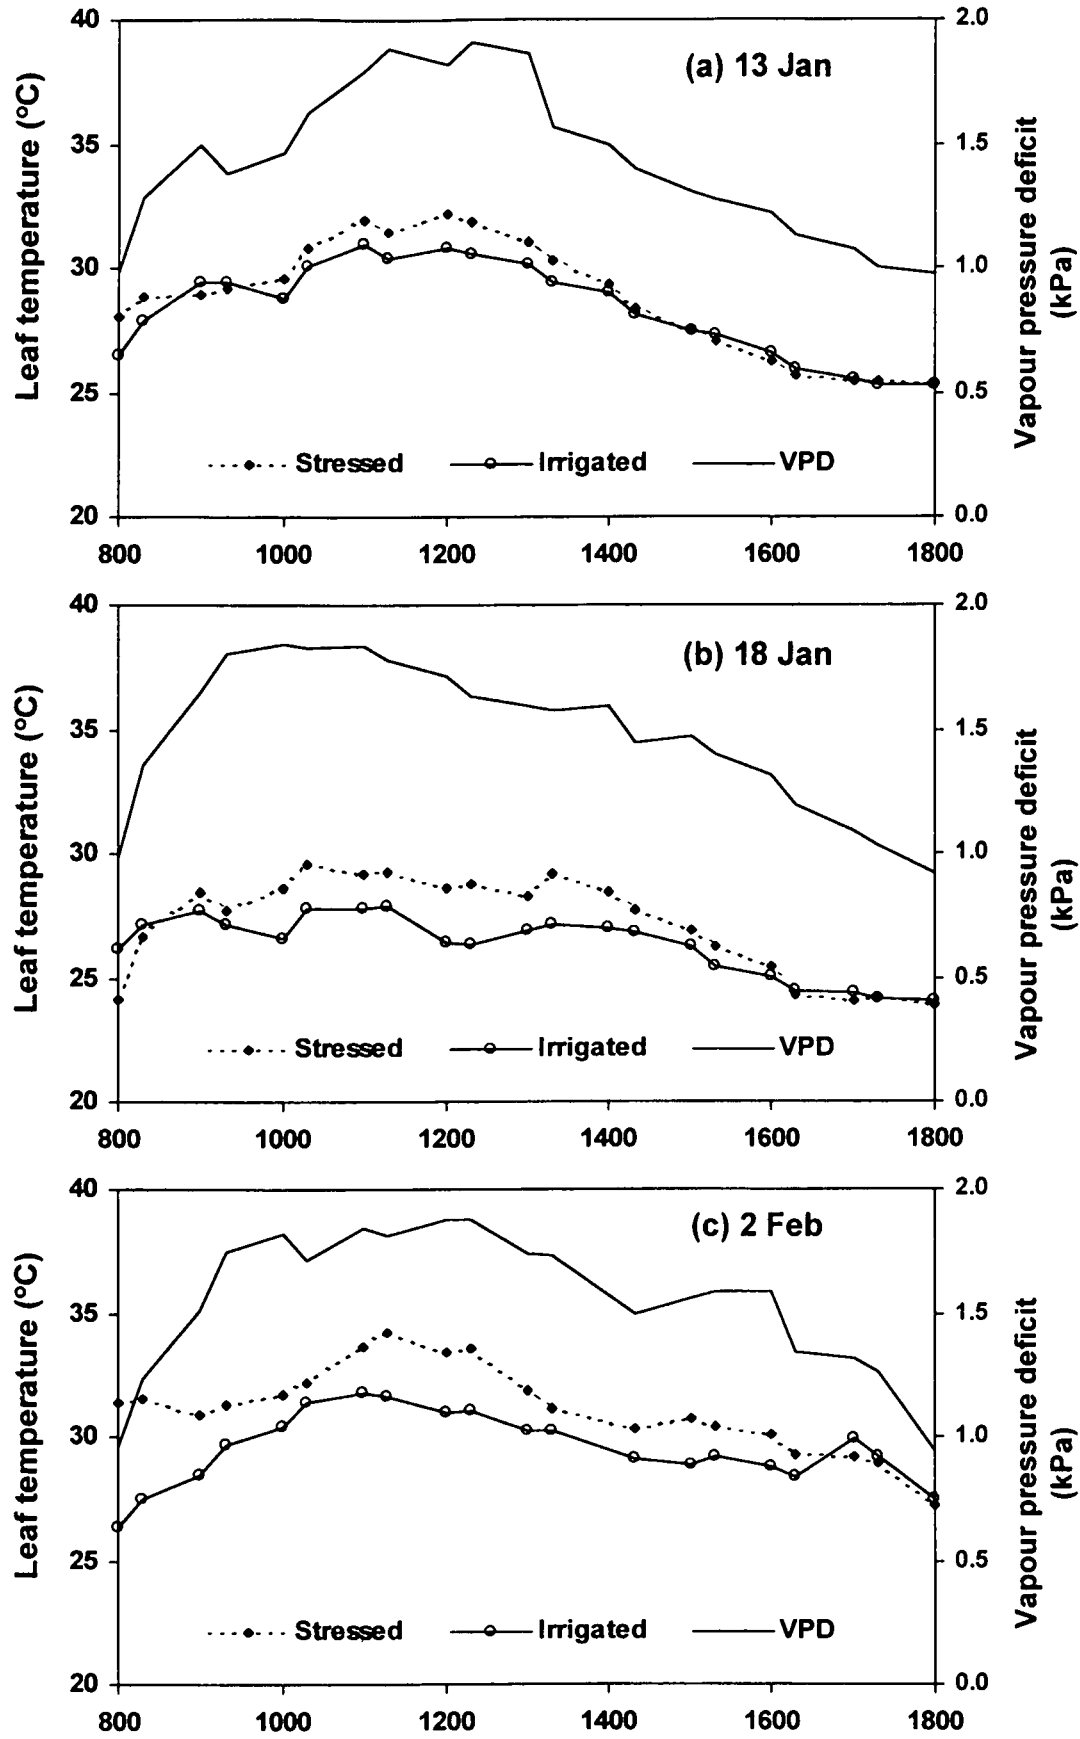 40
35
30
25
20
Leaf temperature (°C)
(a) 13 Jan
2.0
1.5
1.0
0.5
0.0
Vapour pressure deficit
(kPa)
Stressed Irrigated VPD
800 1000 1200 1400 1600 1800
40
35
30
25
20
Leaf temperature (°C)
(b) 18 Jan
2.0
1.5
1.0
0.5
0.0
Vapour pressure deficit
(kPa)
Stressed Irrigated VPD
800 1000 1200 1400 1600 1800
40
35
30
25
20
Leaf temperature (°C)
(c) 2 Feb
2.0
1.5
1.0
0.5
0.0
Vapour pressure deficit
(kPa)
Stressed Irrigated VPD
800 1000 1200 1400 1600 1800